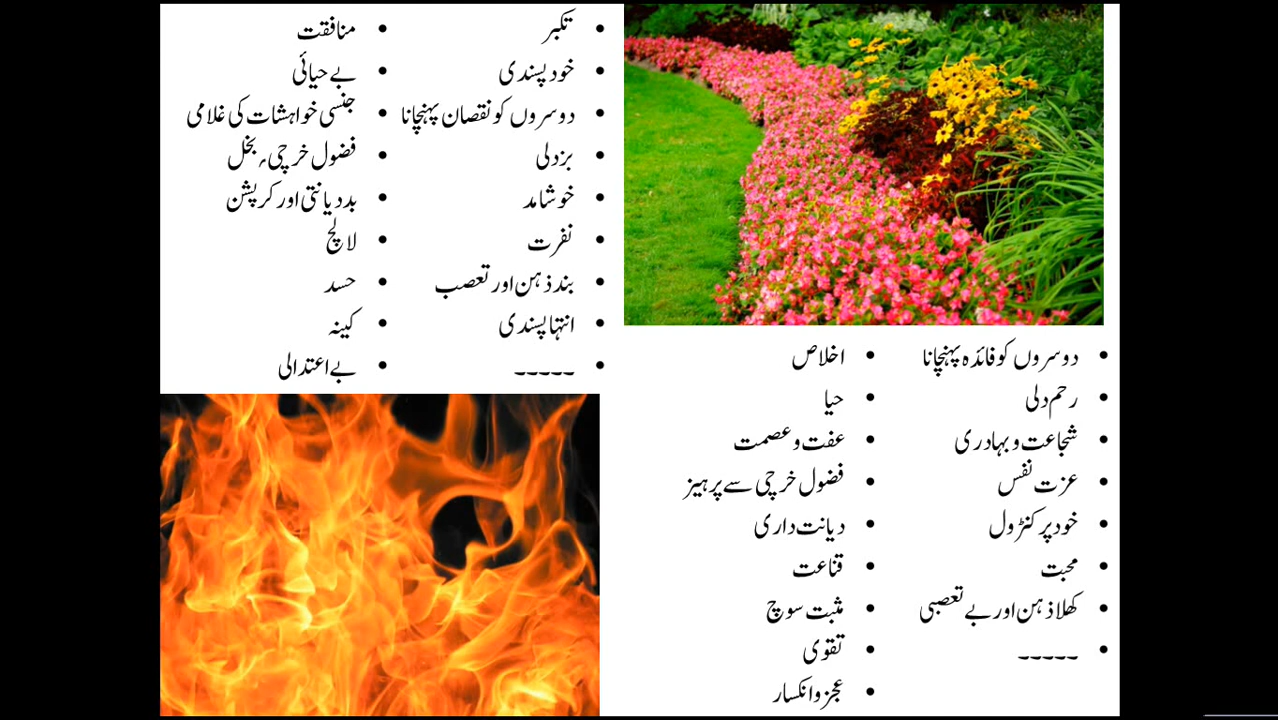 تکبر
خود پسندی
دوسروں کو نقصان پہنچانا
بزدلی
خوشامد
نفرت
بند ذہن اور تعصب
انتہا پسندی
۔۔۔۔۔
منافقت
بے حیائی
جنسی خواہشات کی غلامی
فضول خرچی، بخل
بددیانتی اور کرپشن
لالچ
حسد
کینہ
بے اعتدالی
دوسروں کو فائدہ پہنچانا
رحم دلی
شجاعت و بہادری
عزت نفس
خود پر کنٹرول
محبت
کھلا ذہن اور بے تعصبی
۔۔۔۔۔
اخلاص
حیا
عفت و عصمت
فضول خرچی سے پرہیز
دیانت داری
قناعت
مثبت سوچ
تقوی
عجز و انکسار